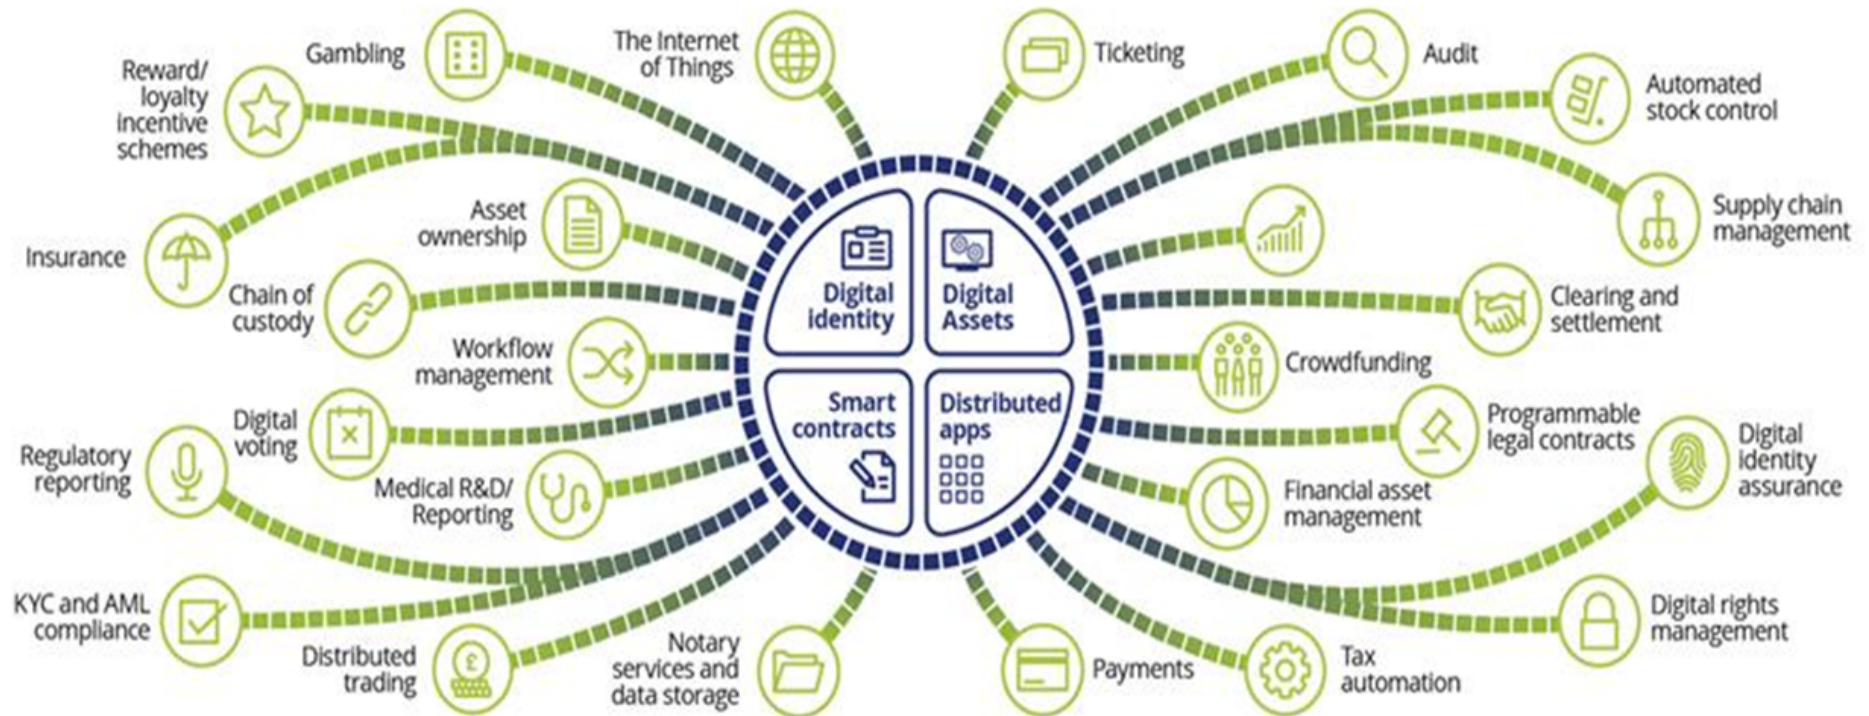 Gambling
The Internet
of Things
Ticketing
Audit
Reward/
loyalty
incentive
schemes
Automated
stock control
Insurance
Asset
ownership
Supply chain
management
Chain of
custody
Digital
identity
Digital
Assets
Clearing and
settlement
Workflow
management
Crowdfunding
Digital
voting
Smart
contracts
Distributed
apps
Programmable
legal contracts
Regulatory
reporting
Medical R&D/
Reporting
Financial asset
management
Digital
identity
assurance
KYC and AML
compliance
Distributed
trading
£
Notary
services and
data storage
Payments
Tax
automation
Digital rights
management